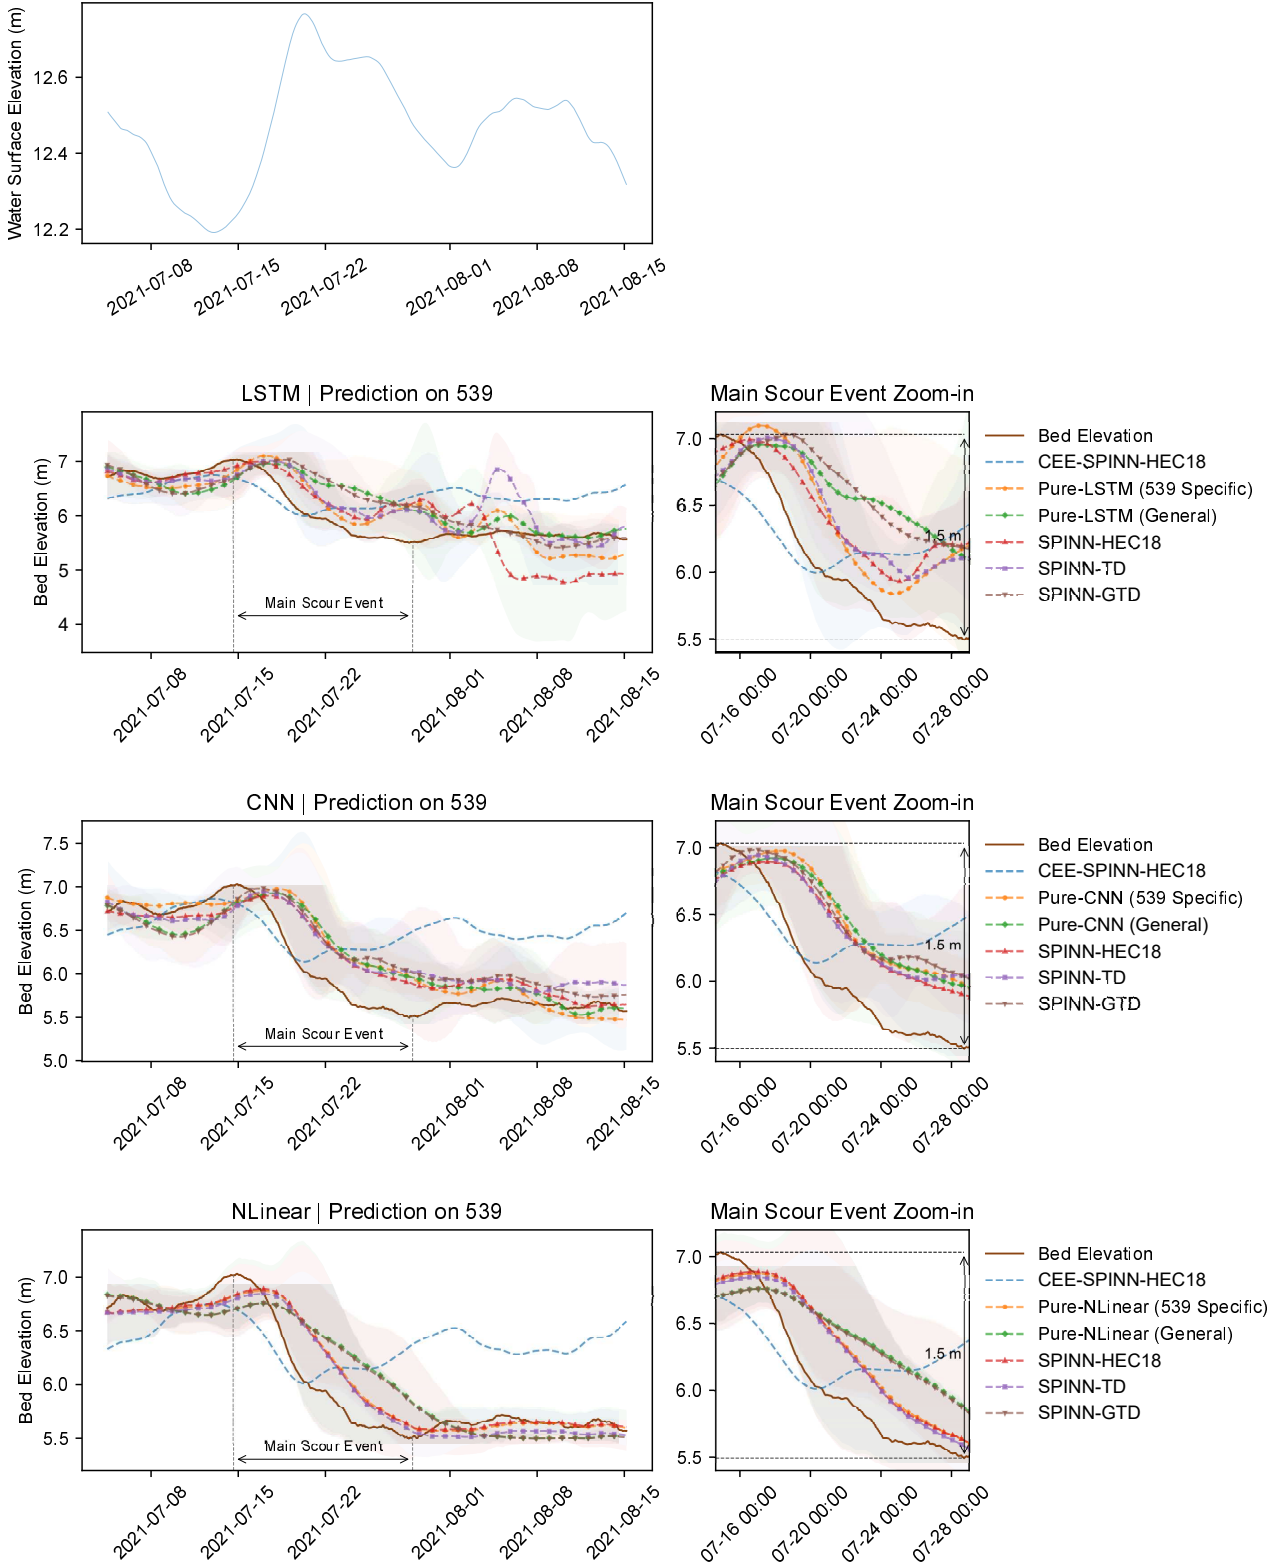 Water Surface Elevation (m)
12.6
12.4
12.2
2021-07-08
2021-07-15
2021-07-22
2021-08-01
2021-08-08
2021-08-15
LSTM | Prediction on 539
Bed Elevation (m)
7
6
5
4
Main Scour Event
2021-07-08
2021-07-15
2021-07-22
2021-08-01
2021-08-08
2021-08-15
Main Scour Event Zoom-in
7.0
6.5
6.0
5.5
1.5 m
07-16 00:00
07-20 00:00
07-24 00:00
07-28 00:00
Bed Elevation
CEE-SPINN-HEC18
Pure-LSTM (539 Specific)
Pure-LSTM (General)
SPINN-HEC18
SPINN-TD
SPINN-GTD
CNN | Prediction on 539
Bed Elevation (m)
7.5
7.0
6.5
6.0
5.5
5.0
Main Scour Event
2021-07-08
2021-07-15
2021-07-22
2021-08-01
2021-08-08
2021-08-15
Main Scour Event Zoom-in
7.0
6.5
6.0
5.5
1.5 m
07-16 00:00
07-20 00:00
07-24 00:00
07-28 00:00
Bed Elevation
CEE-SPINN-HEC18
Pure-CNN (539 Specific)
Pure-CNN (General)
SPINN-HEC18
SPINN-TD
SPINN-GTD
NLinear | Prediction on 539
Bed Elevation (m)
7.0
6.5
6.0
5.5
Main Scour Event
2021-07-08
2021-07-15
2021-07-22
2021-08-01
2021-08-08
2021-08-15
Main Scour Event Zoom-in
7.0
6.5
6.0
5.5
1.5 m
07-16 00:00
07-20 00:00
07-24 00:00
07-28 00:00
Bed Elevation
CEE-SPINN-HEC18
Pure-NLinear (539 Specific)
Pure-NLinear (General)
SPINN-HEC18
SPINN-TD
SPINN-GTD